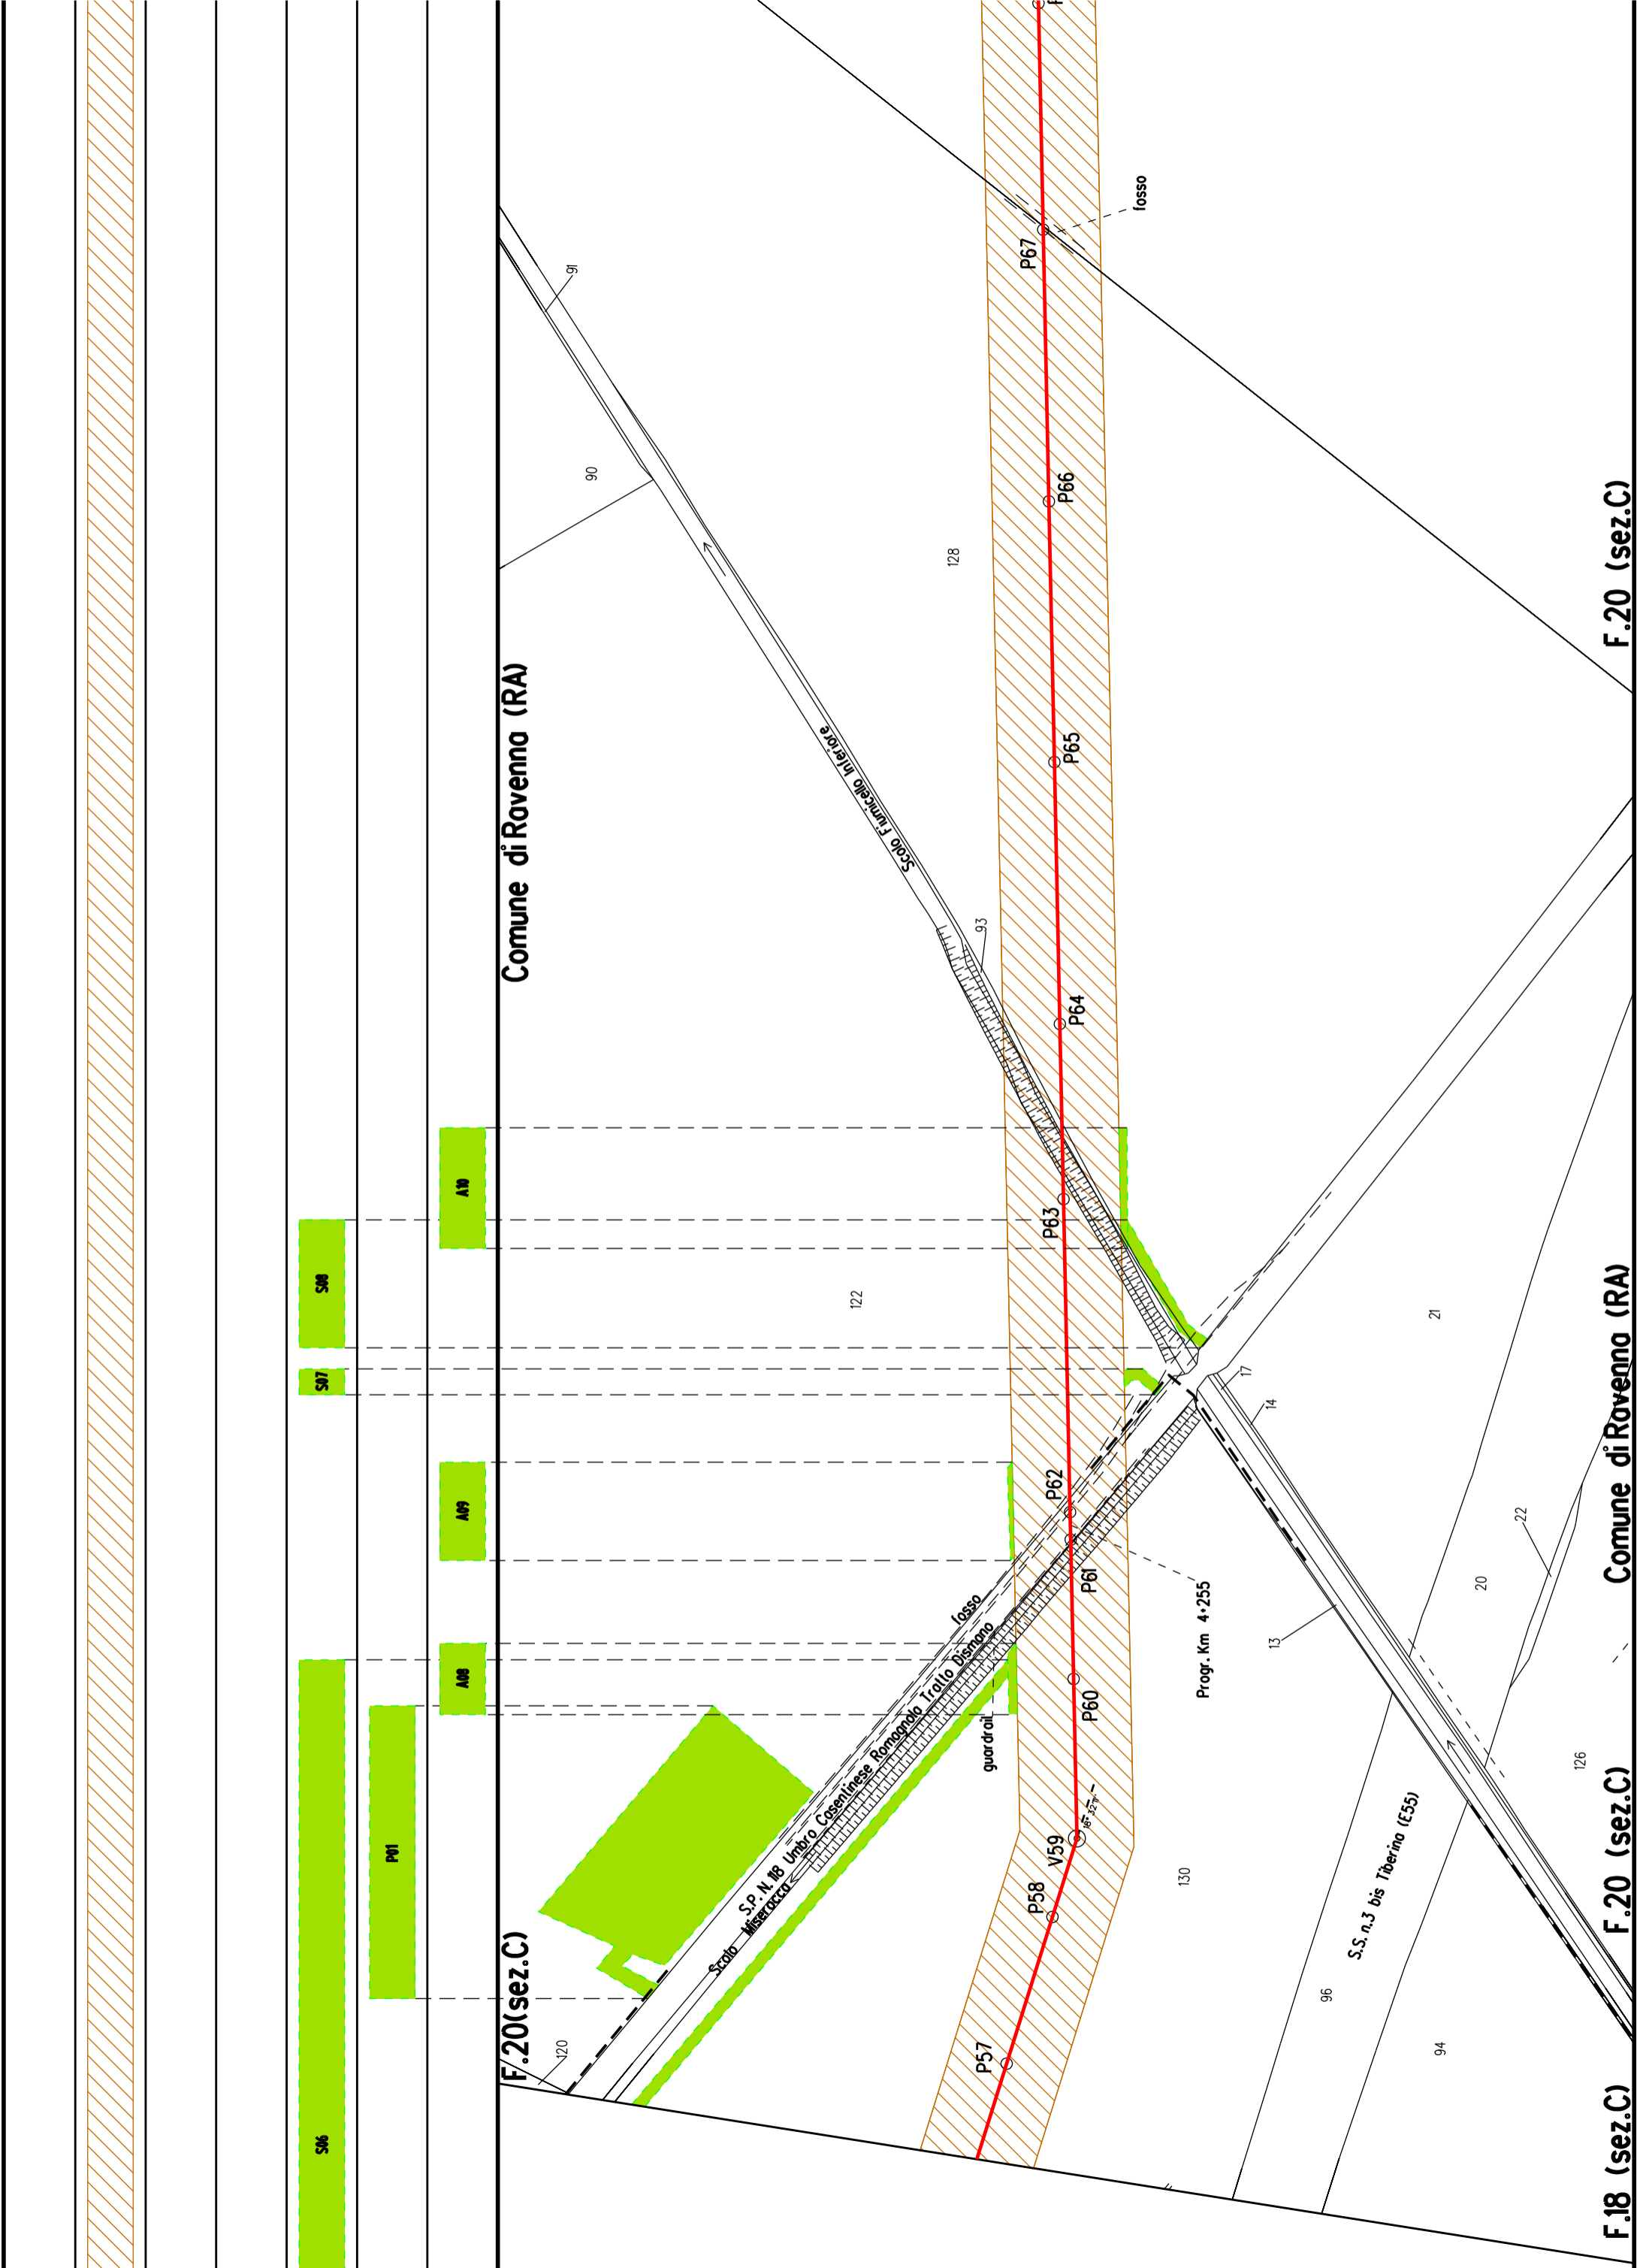 Comune di Ravenna (RA)
F.20(sez.C)
S06
S07
S08
P01
A08
A09
A10
120
90
91
93
128
122
Scolo Fiumicello Inferiore
S.P. N. 118 Umbro Casentinese Romagnola Tratto Dismano
Scolo Miserocca
fosso
guardrail
P57
P58
V59
P60
P61
P62
P63
P64
P65
P66
P67
fosso
Progr. Km 4+255
130
13
14
17
21
20
22
126
96
94
S.S. n.3 bis Tiberina (E55)
F.18 (sez.C)
F.20 (sez.C)
Comune di Ravenna (RA)
F.20 (sez.C)